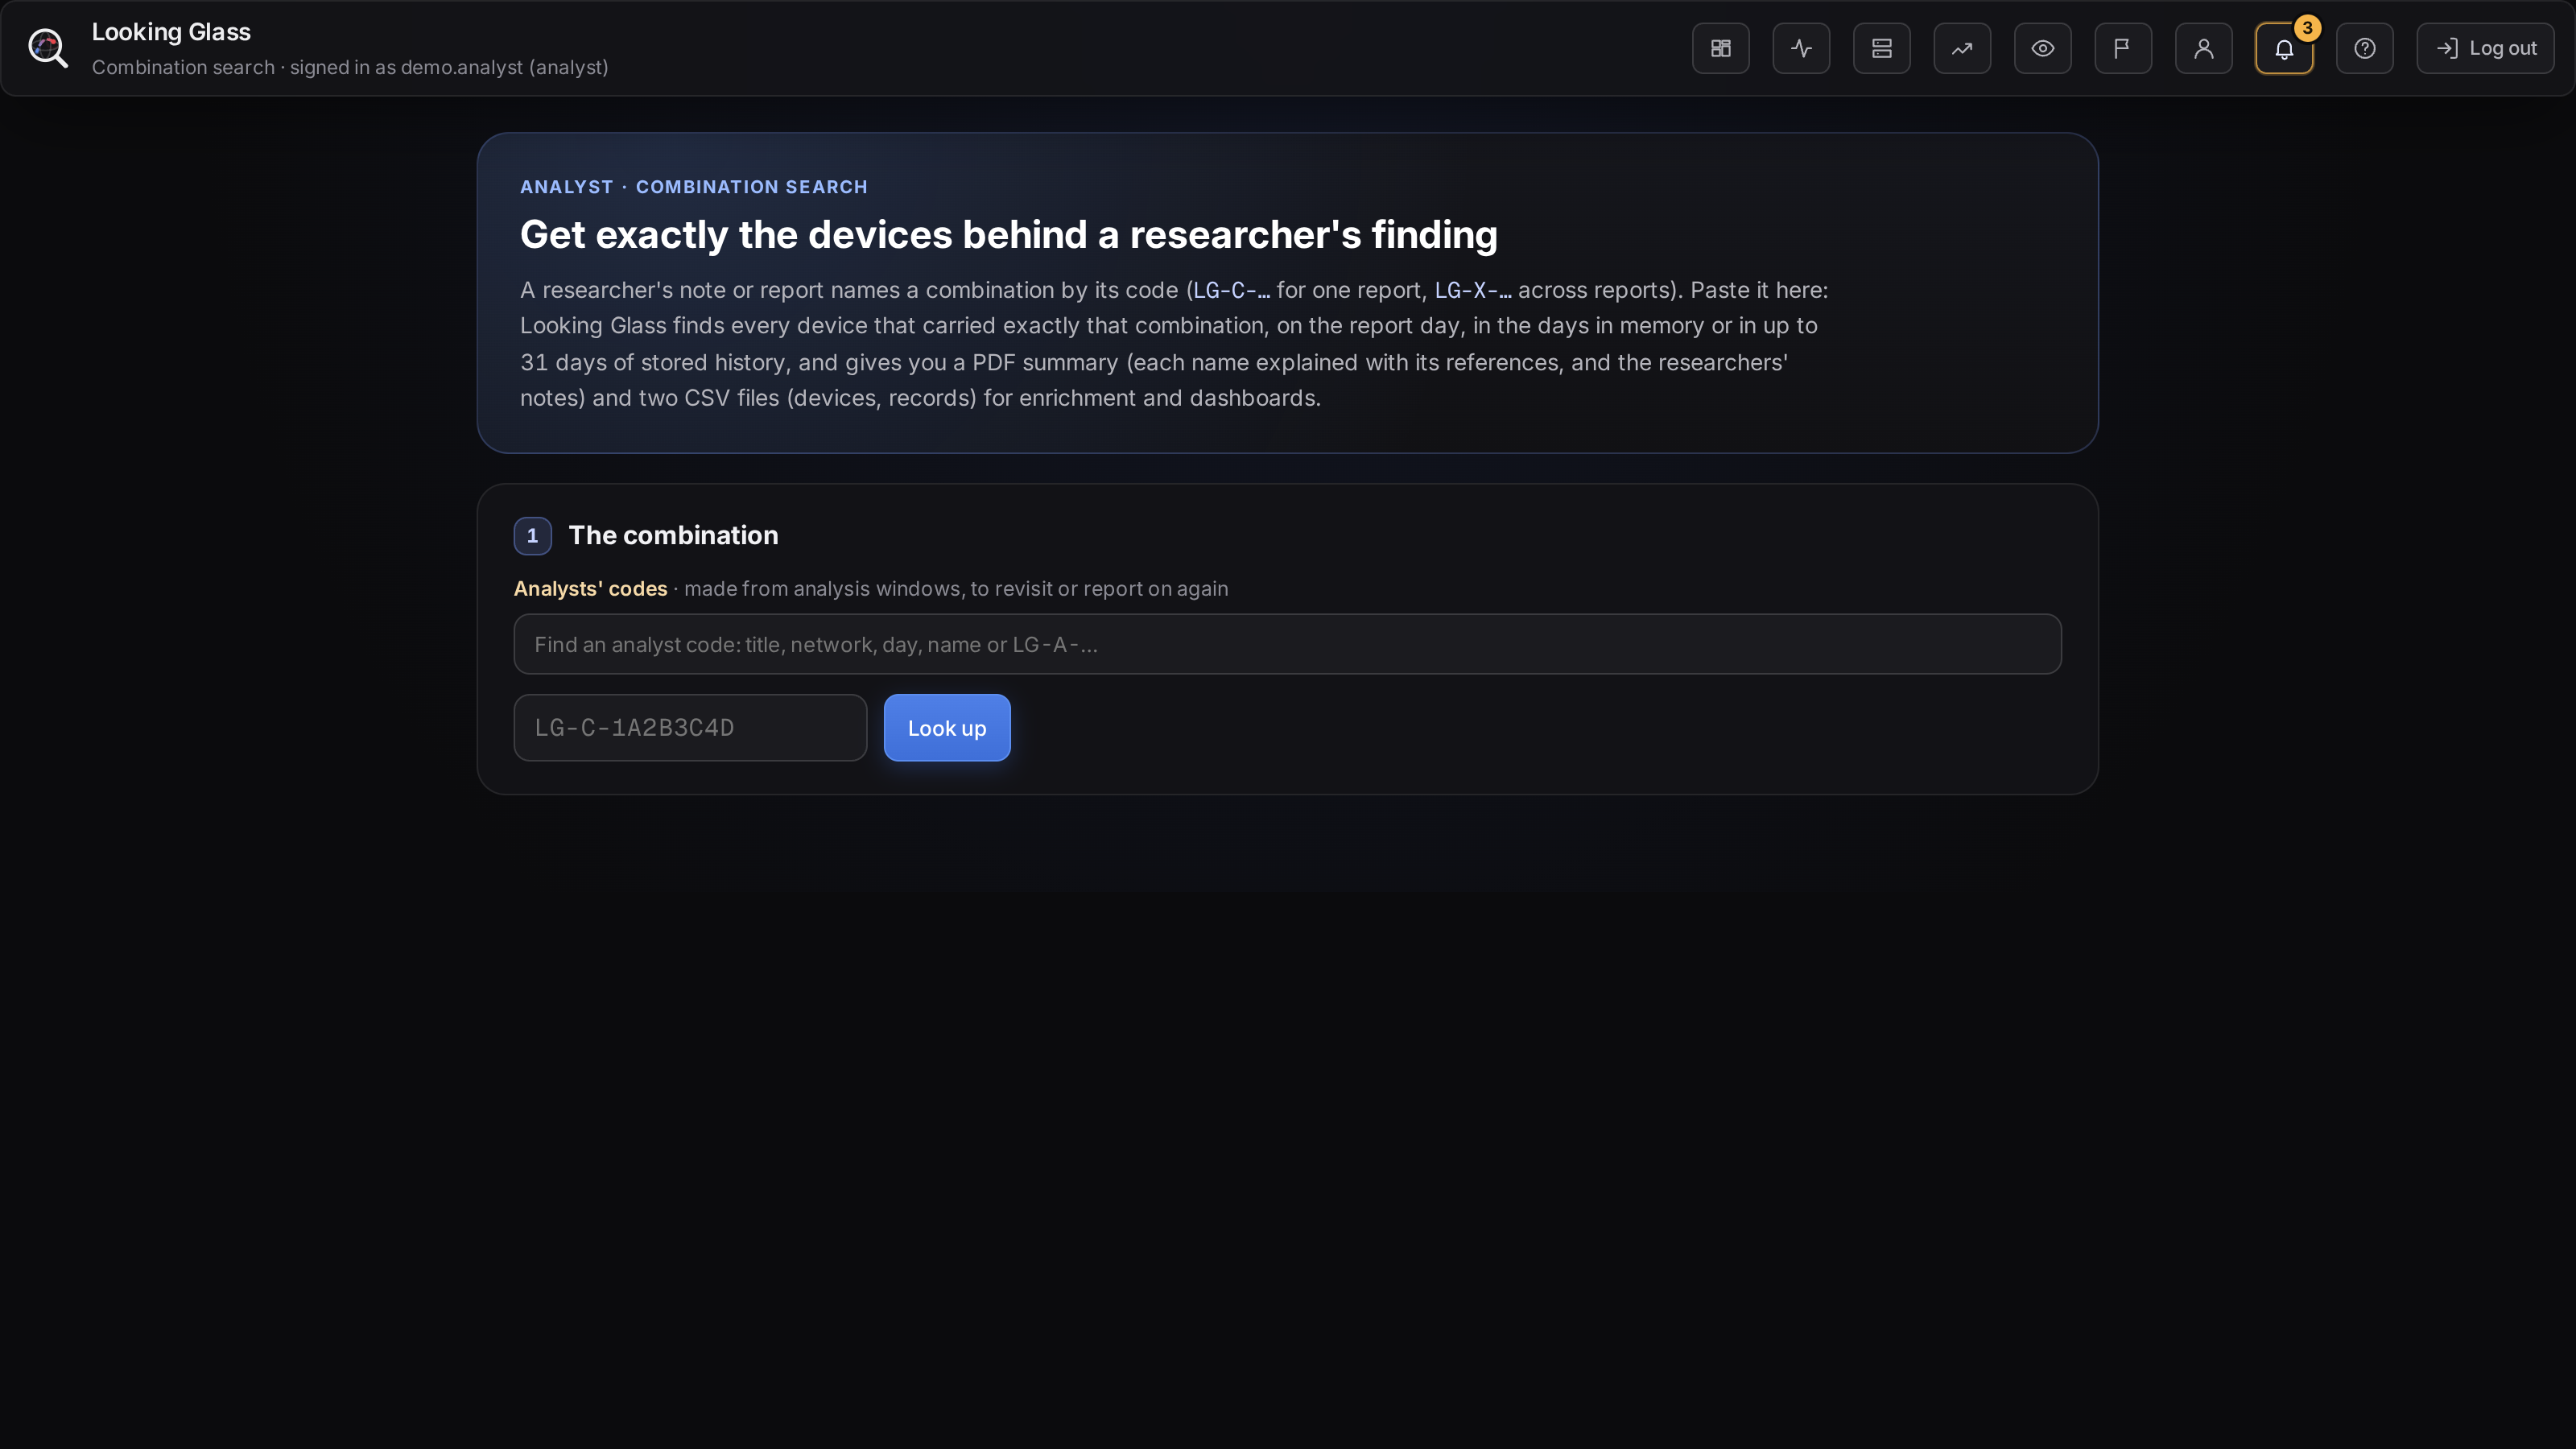 Looking Glass
Combination search · signed in as demo.analyst (analyst)
3
Log out
ANALYST · COMBINATION SEARCH
Get exactly the devices behind a researcher's finding
A researcher's note or report names a combination by its code (LG-C-… for one report, LG-X-… across reports). Paste it here:
Looking Glass finds every device that carried exactly that combination, on the report day, in the days in memory or in up to
31 days of stored history, and gives you a PDF summary (each name explained with its references, and the researchers'
notes) and two CSV files (devices, records) for enrichment and dashboards.
1 The combination
Analysts' codes · made from analysis windows, to revisit or report on again
Find an analyst code: title, network, day, name or LG-A-…
LG-C-1A2B3C4D
Look up